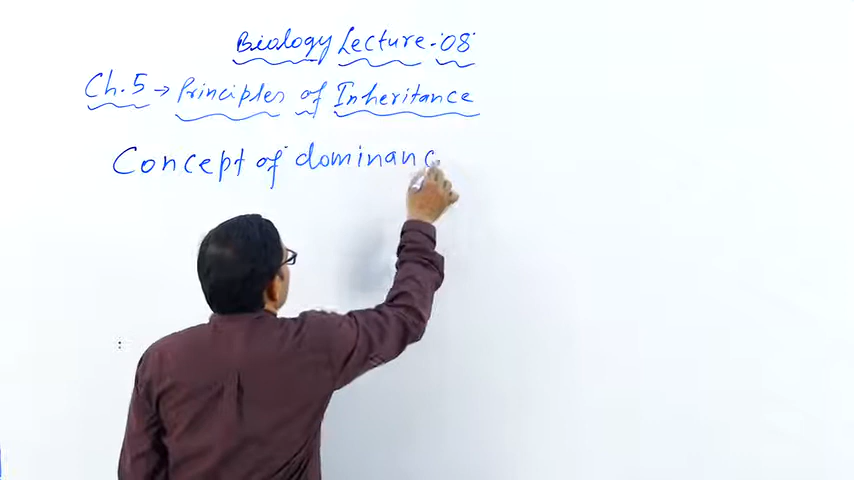 Biology Lecture-08
Ch.5 → Principles of Inheritance
Concept of dominanc